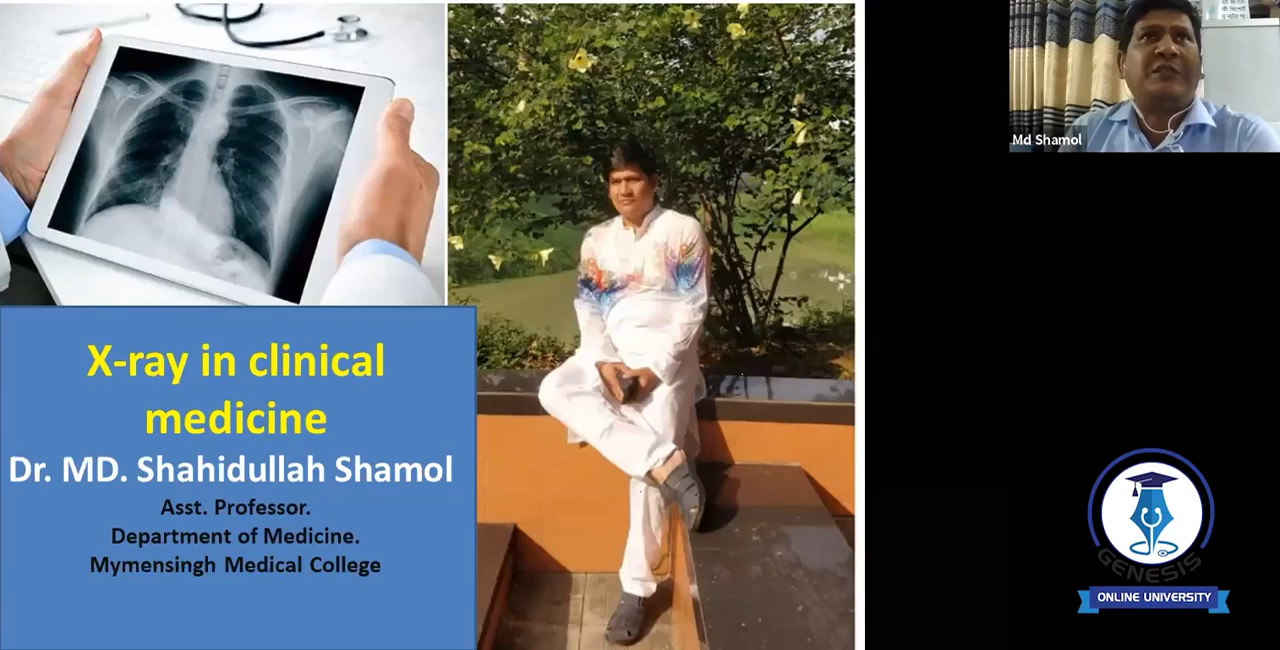 X-ray in clinical
medicine
Dr. MD. Shahidullah Shamol
Asst. Professor.
Department of Medicine.
Mymensingh Medical College
Md Shamol
GENESIS
ONLINE UNIVERSITY